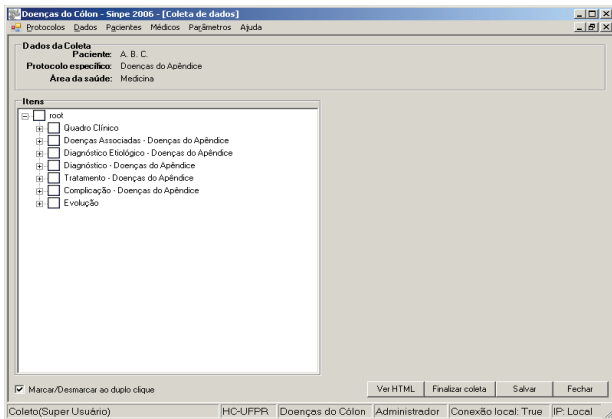 Doenças do Cólon - Sinpe 2006 - [Coleta de dados]
Protocolos Dados Pacientes Médicos Parâmetros Ajuda
Dados da Coleta
Paciente: A. B. C.
Protocolo específico: Doenças do Apêndice
Área da saúde: Medicina
Itens
root
Quadro Clínico
Doenças Associadas - Doenças do Apêndice
Diagnóstico Etiológico - Doenças do Apêndice
Diagnóstico - Doenças do Apêndice
Tratamento - Doenças do Apêndice
Complicação - Doenças do Apêndice
Evolução
Marcar/Desmarcar ao duplo clique
Ver HTML Finalizar coleta Salvar Fechar
Coleto(Super Usuário) HC-UFPR Doenças do Cólon Administrador Conexão local: True IP: Local